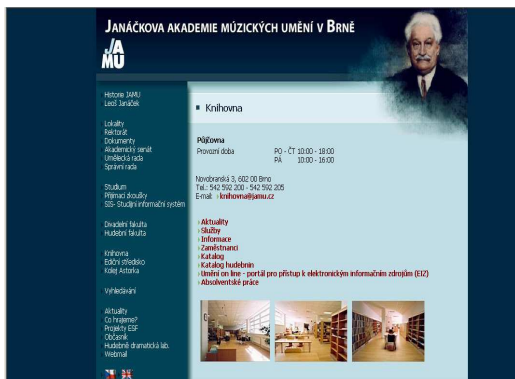 JANÁČKOVA AKADEMIE MÚZICKÝCH UMĚNÍ V BRNĚ
JA
MU
Historie JAMU
Leoš Janáček
Lokality
Rektorát
Dokumenty
Akademický senát
Umělecká rada
Správní rada
Studium
Přijímací zkoušky
SIS- Studijní informační systém
Divadelní fakulta
Hudební fakulta
Knihovna
Ediční středisko
Kolej Astorka
Vyhledávání
Aktuality
Co hrajeme?
Projekty ESF
Občasník
Hudebně dramatická lab.
Webmail
Knihovna
Půjčovna
Provozní doba PO - ČT 10:00 - 18:00
PÁ 10:00 - 16:00
Novobranská 3, 602 00 Brno
Tel.: 542 592 200 - 542 592 205
E-mail: knihovna@jamu.cz
Aktuality
Služby
Informace
Zaměstnanci
Katalog
Katalog hudebnin
Umění on line - portál pro přístup k elektronickým informačním zdrojům (EIZ)
Absolventské práce